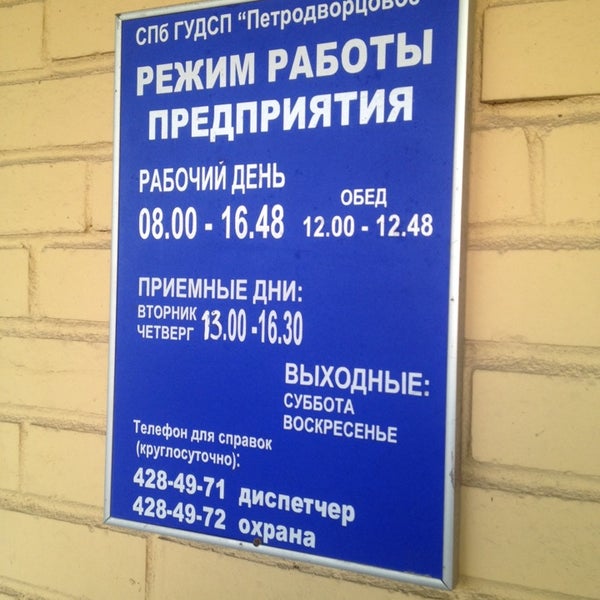 СПб ГУДСП “Петродворцовое
РЕЖИМ РАБОТЫ
ПРЕДПРИЯТИЯ
РАБОЧИЙ ДЕНЬ
08.00 - 16.48
ОБЕД
12.00 - 12.48
ПРИЕМНЫЕ ДНИ:
ВТОРНИК
ЧЕТВЕРГ
13.00 -16.30
ВЫХОДНЫЕ:
СУББОТА
ВОСКРЕСЕНЬЕ
Телефон для справок
(круглосуточно):
428-49-71 диспетчер
428-49-72 охрана